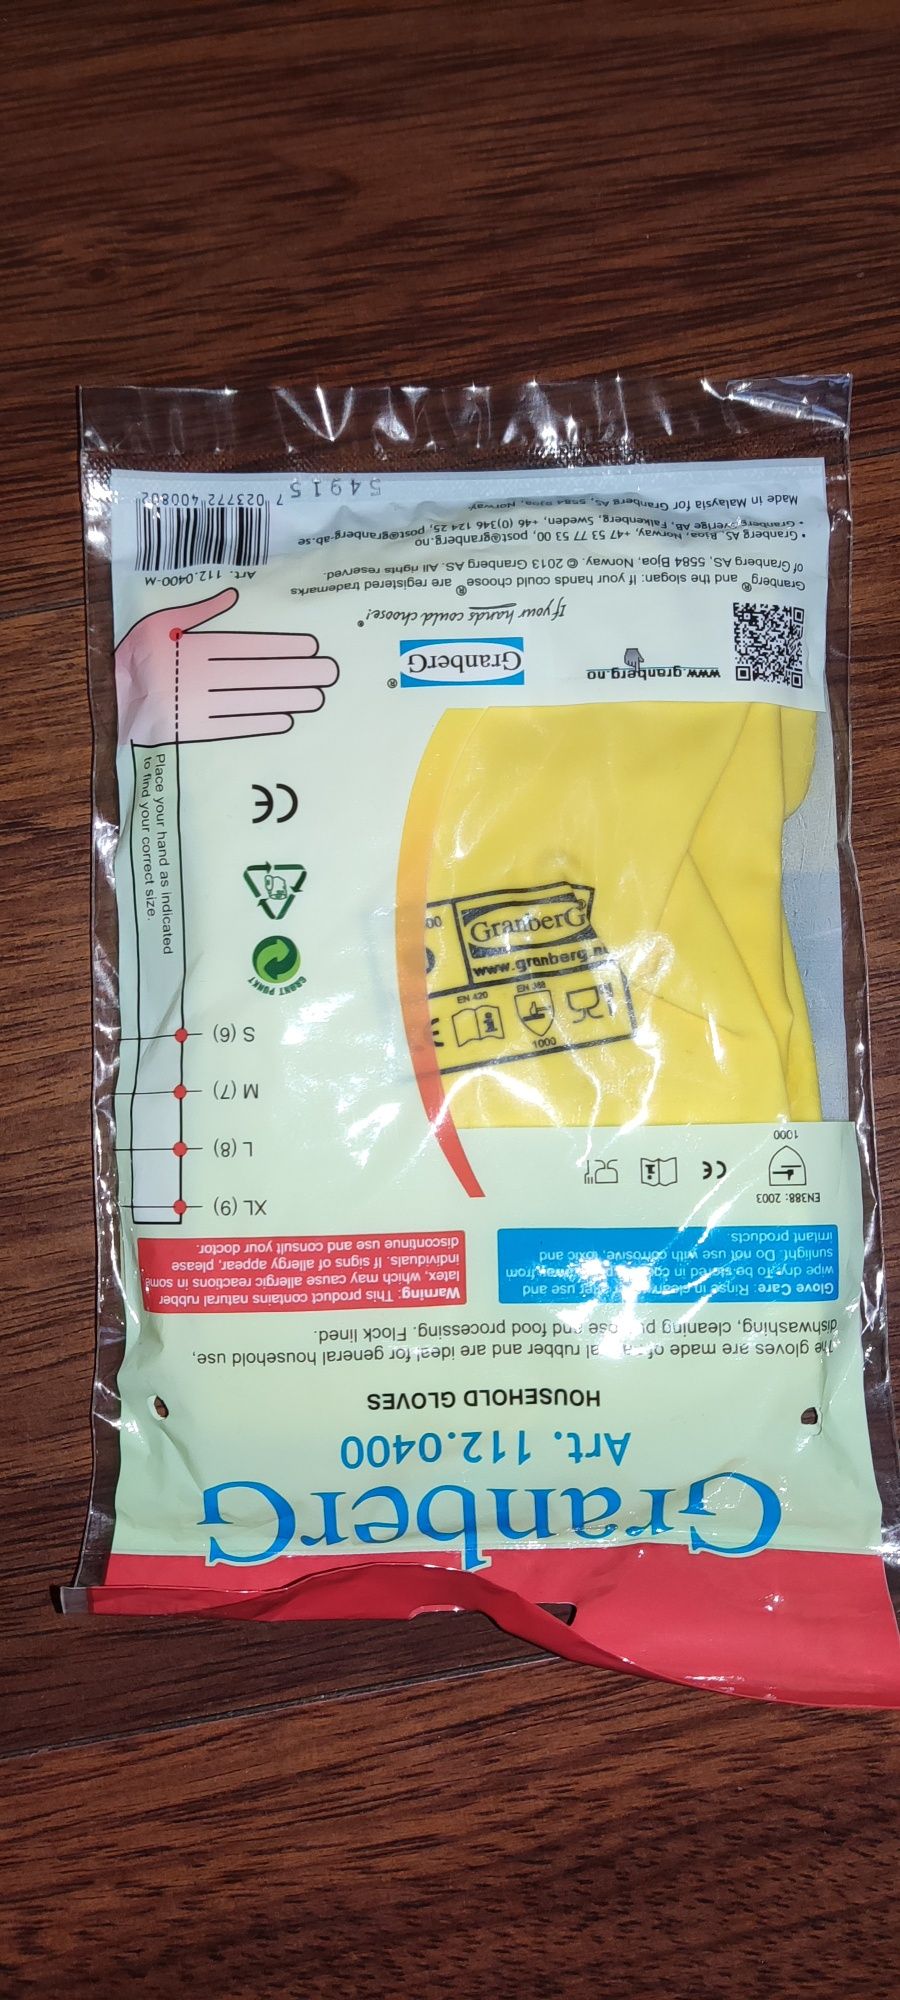 GranberG
Art. 112.0400
HOUSEHOLD GLOVES
The gloves are made of rubber and are ideal for general household use,
dishwashing, cleaning and food processing. Flock lined.
Glove Care: Rinse in after use and
wipe dry. To be stored in from
sunlight. Do not use with corrosive, toxic and
irritant products.
Warning: This product contains natural rubber
latex, which may cause allergic reactions in some
individuals. If signs of allergy appear, please
discontinue use and consult your doctor.
EN388: 2003
1000
CE
XL (9)
L (8)
M (7)
S (6)
Place your hand as indicated
to find your correct size.
GRØNT PUNKT
CE
1000
EN 388
EN 420
www.granberg.no
GranberG®
00
www.granberg.no
GranberG®
If your hands could choose!®
Granberg® and the slogan: If your hands could choose® are registered trademarks
of Granberg AS, 5584 Bjoa, Norway. © 2013 Granberg AS. All rights reserved.
• Granberg AS, Bjoa, Norway, +47 53 77 53 00, post@granberg.no
• Granberg Sverige AB, Falkenberg, Sweden, +46 (0)346 124 25, post@granberg-ab.se
Made in Malaysia for Granberg AS, 5584 Bjoa, Norway.
Art. 112.0400-M
7 023772 400802
54915